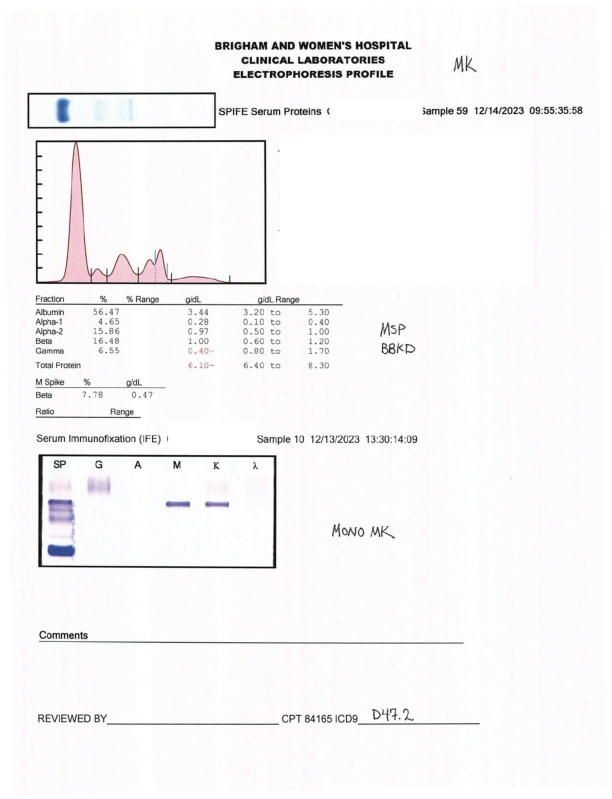 BRIGHAM AND WOMEN'S HOSPITAL
CLINICAL LABORATORIES
ELECTROPHORESIS PROFILE
MK
SPIFE Serum Proteins ( Sample 59 12/14/2023 09:55:35:58
Fraction % % Range g/dL g/dL Range
Albumin 56.47 3.44 3.20 to 5.30
Alpha-1 4.65 0.28 0.10 to 0.40
Alpha-2 15.86 0.97 0.50 to 1.00
Beta 16.48 1.00 0.60 to 1.20
Gamma 6.55 0.40- 0.80 to 1.70
Total Protein 6.10- 6.40 to 8.30
MSP
BBKD
M Spike % g/dL
Beta 7.78 0.47
Ratio Range
Serum Immunofixation (IFE) Sample 10 12/13/2023 13:30:14:09
SP G A M K λ
MONO MK
Comments
REVIEWED BY CPT 84165 ICD9 D47.2